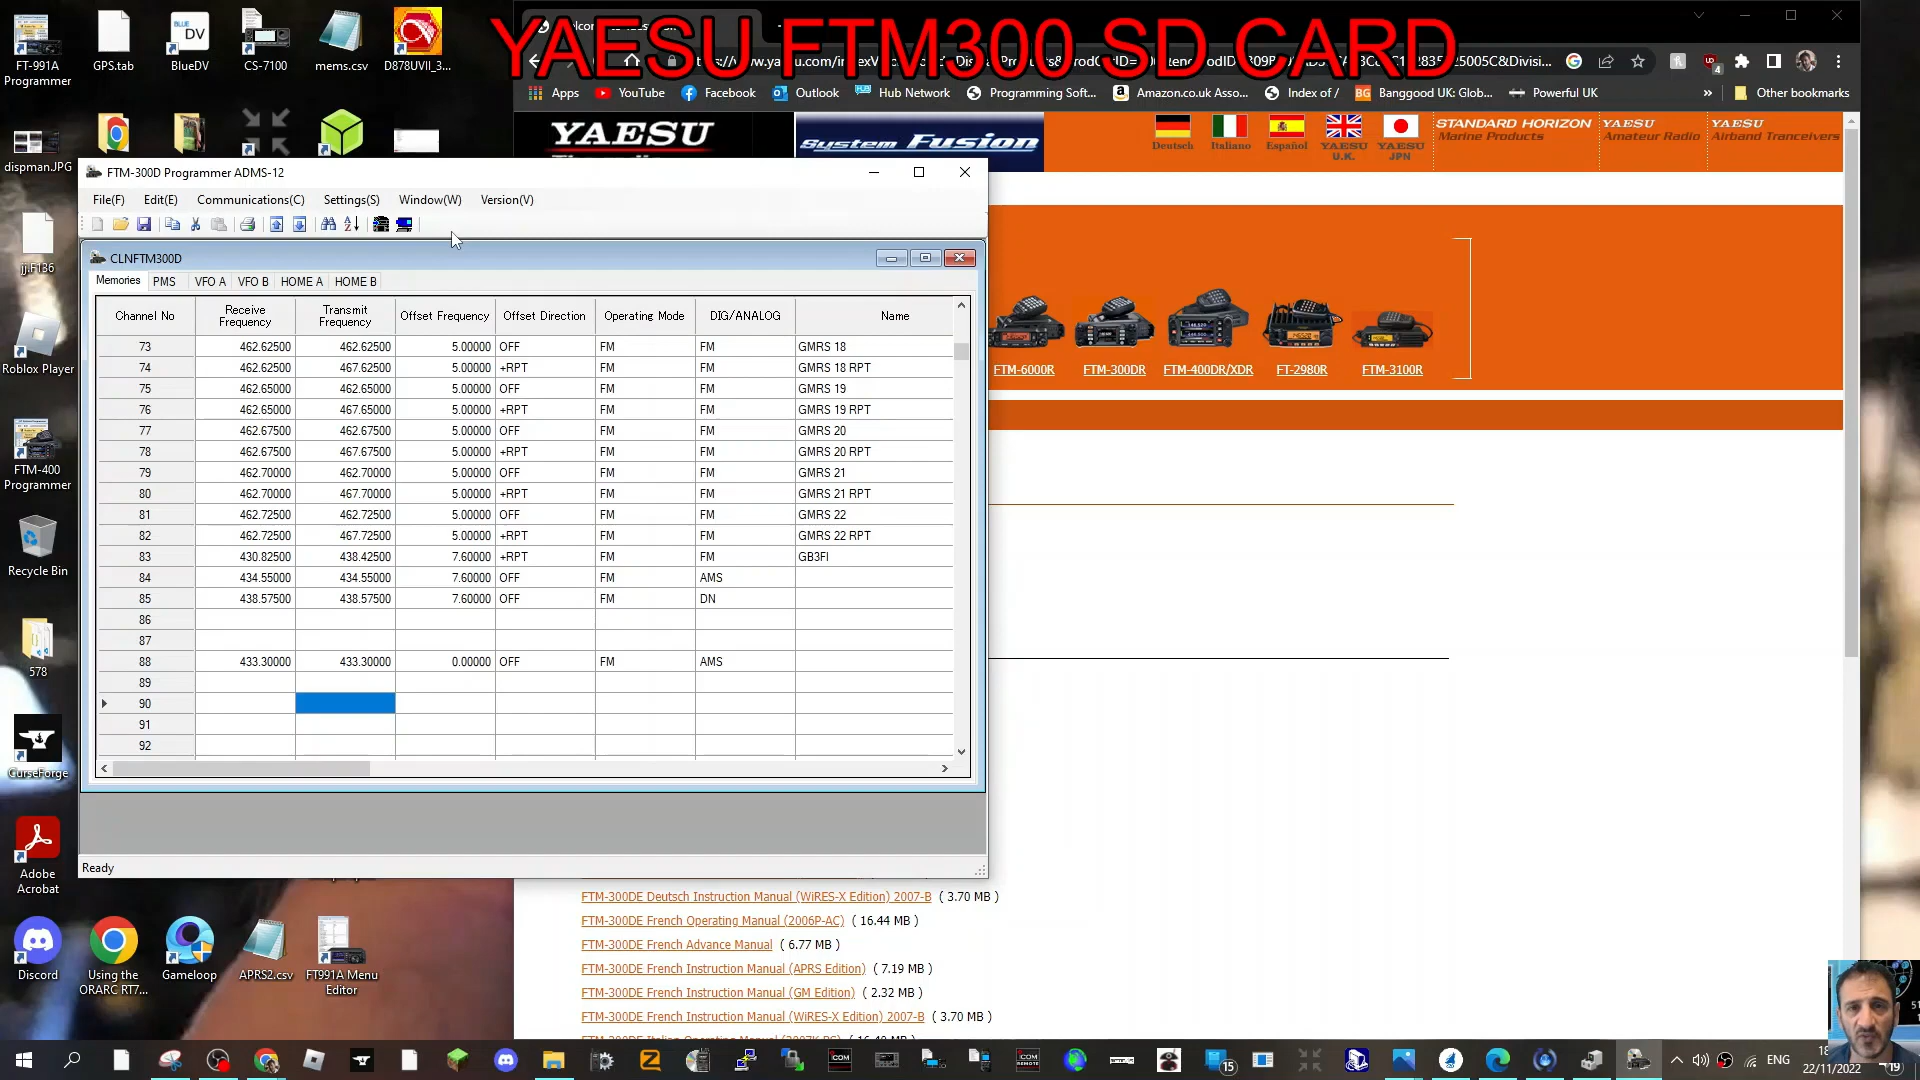 YAESU FTM300 SD CARD
FT-991A
Programmer
GPS.tab
BLUE
DV
BlueDV
CS-7100
mems.csv
D878UVII_3...
Apps
YouTube
Facebook
Outlook
Hub Network
Programming Soft...
Amazon.co.uk Asso...
Index of /
BG
Banggood UK: Glob...
Powerful UK
»
Other bookmarks
YAESU
System Fusion
Deutsch
Italiano
Español
YAESU
U.K.
YAESU
JPN
STANDARD HORIZON
Marine Products
YAESU
Amateur Radio
YAESU
Airband Tranceivers
dispman.JPG
jj.F136
Roblox Player
FTM-400
Programmer
Recycle Bin
578
CurseForge
Adobe
Acrobat
Discord
Using the
ORARC RT7...
Gameloop
APRS2.csv
FT991A Menu
Editor
FTM-300D Programmer ADMS-12
File(F) Edit(E) Communications(C) Settings(S) Window(W) Version(V)
CLNFTM300D
Memories PMS VFO A VFO B HOME A HOME B
Channel No Receive Frequency Transmit Frequency Offset Frequency Offset Direction Operating Mode DIG/ANALOG Name
73 462.62500 462.62500 5.00000 OFF FM FM GMRS 18
74 462.62500 467.62500 5.00000 +RPT FM FM GMRS 18 RPT
75 462.65000 462.65000 5.00000 OFF FM FM GMRS 19
76 462.65000 467.65000 5.00000 +RPT FM FM GMRS 19 RPT
77 462.67500 462.67500 5.00000 OFF FM FM GMRS 20
78 462.67500 467.67500 5.00000 +RPT FM FM GMRS 20 RPT
79 462.70000 462.70000 5.00000 OFF FM FM GMRS 21
80 462.70000 467.70000 5.00000 +RPT FM FM GMRS 21 RPT
81 462.72500 462.72500 5.00000 OFF FM FM GMRS 22
82 462.72500 467.72500 5.00000 +RPT FM FM GMRS 22 RPT
83 430.82500 438.42500 7.60000 +RPT FM FM GB3FI
84 434.55000 434.55000 7.60000 OFF FM AMS
85 438.57500 438.57500 7.60000 OFF FM DN
86
87
88 433.30000 433.30000 0.00000 OFF FM AMS
89
90
91
92
Ready
FTM-6000R FTM-300DR FTM-400DR/XDR FT-2980R FTM-3100R
FTM-300DE Deutsch Instruction Manual (WiRES-X Edition) 2007-B ( 3.70 MB )
FTM-300DE French Operating Manual (2006P-AC) ( 16.44 MB )
FTM-300DE French Advance Manual ( 6.77 MB )
FTM-300DE French Instruction Manual (APRS Edition) ( 7.19 MB )
FTM-300DE French Instruction Manual (GM Edition) ( 2.32 MB )
FTM-300DE French Instruction Manual (WiRES-X Edition) 2007-B ( 3.70 MB )
15
ENG
22/11/2022
19